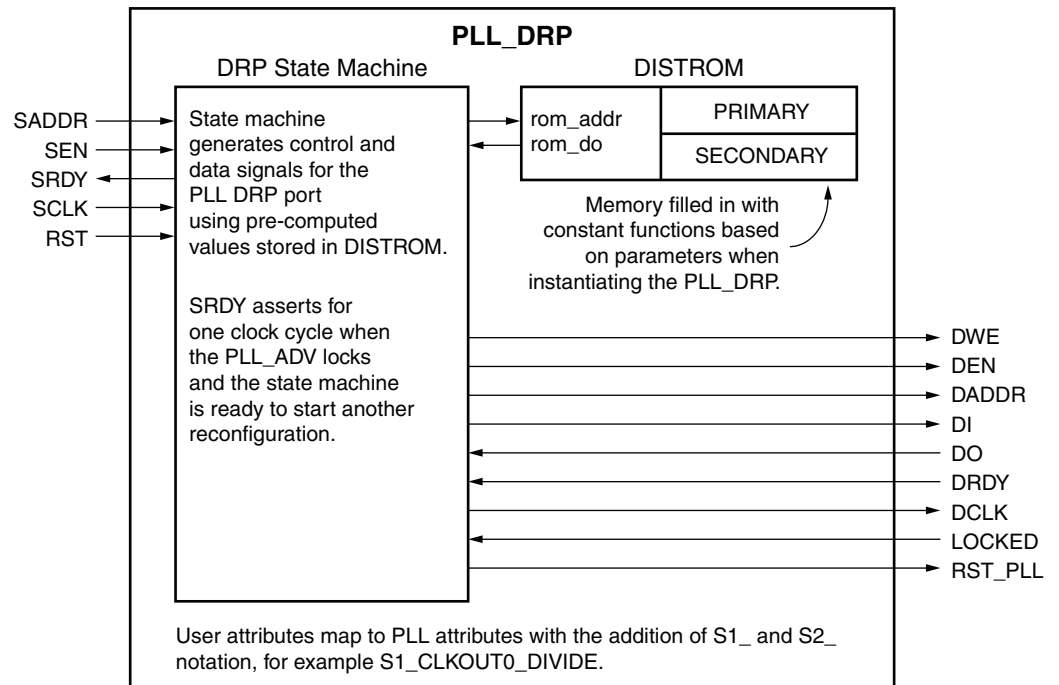 PLL_DRP
DRP State Machine
DISTROM
SADDR
SEN
SRDY
SCLK
RST
State machine
generates control and
data signals for the
PLL DRP port
using pre-computed
values stored in DISTROM.
SRDY asserts for
one clock cycle when
the PLL_ADV locks
and the state machine
is ready to start another
reconfiguration.
rom_addr
rom_do
PRIMARY
SECONDARY
Memory filled in with
constant functions based
on parameters when
instantiating the PLL_DRP.
DWE
DEN
DADDR
DI
DO
DRDY
DCLK
LOCKED
RST_PLL
User attributes map to PLL attributes with the addition of S1_ and S2_
notation, for example S1_CLKOUT0_DIVIDE.